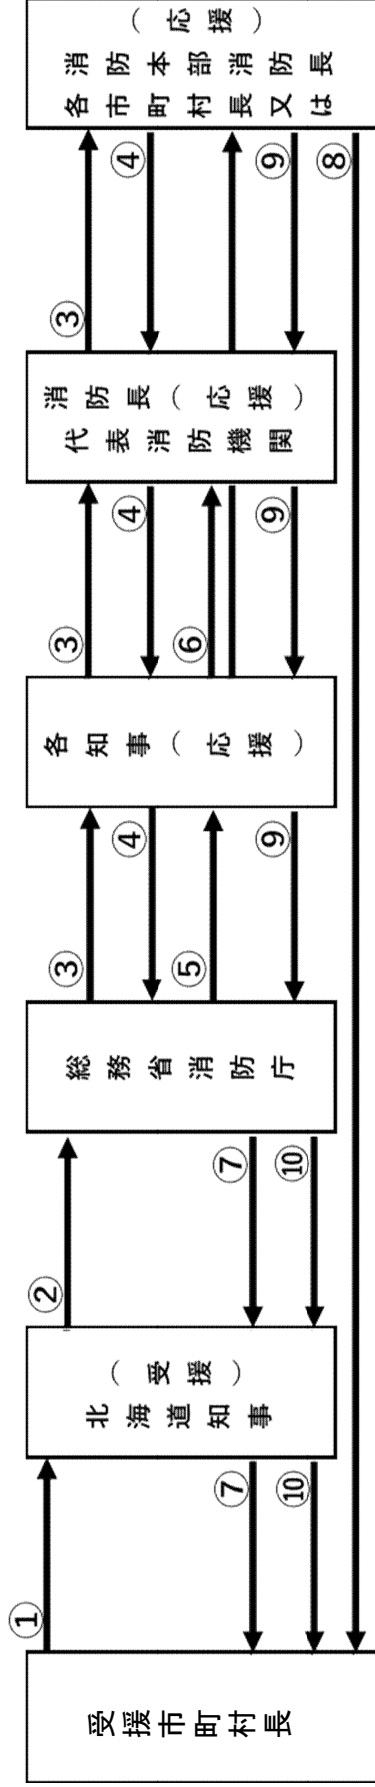 各市町村長又は
各消防本部消防長
(応援)
③
④
⑨
⑧
代表消防機関
消防長(応援)
③
④
⑥
⑨
各知事(応援)
③
④
⑤
⑨
総務省消防庁
②
⑦
⑩
北海道知事
(受援)
①
⑦
⑩
受援市町村長